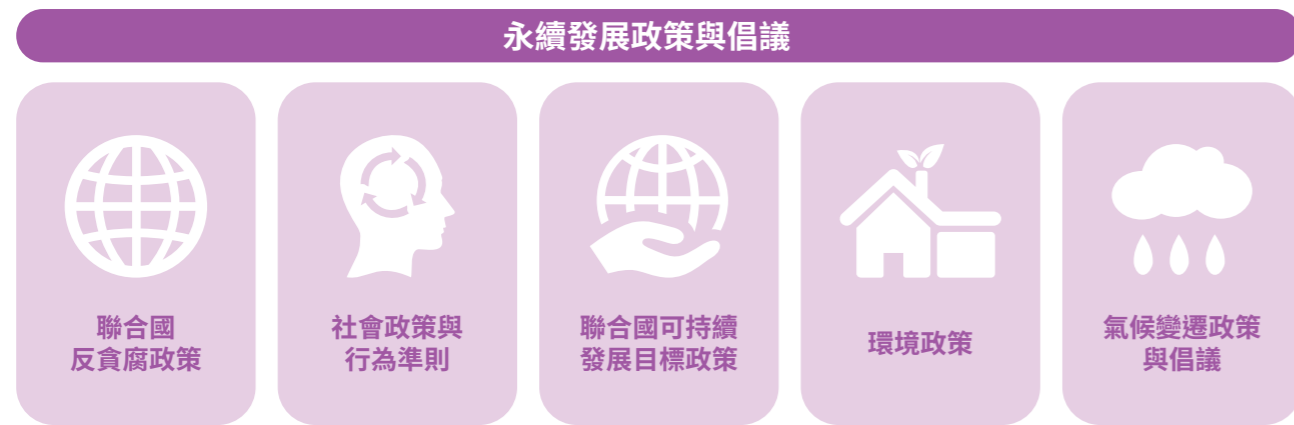 永續發展政策與倡議
聯合國
反貪腐政策
社會政策與
行為準則
聯合國可持續
發展目標政策
環境政策
氣候變遷政策
與倡議